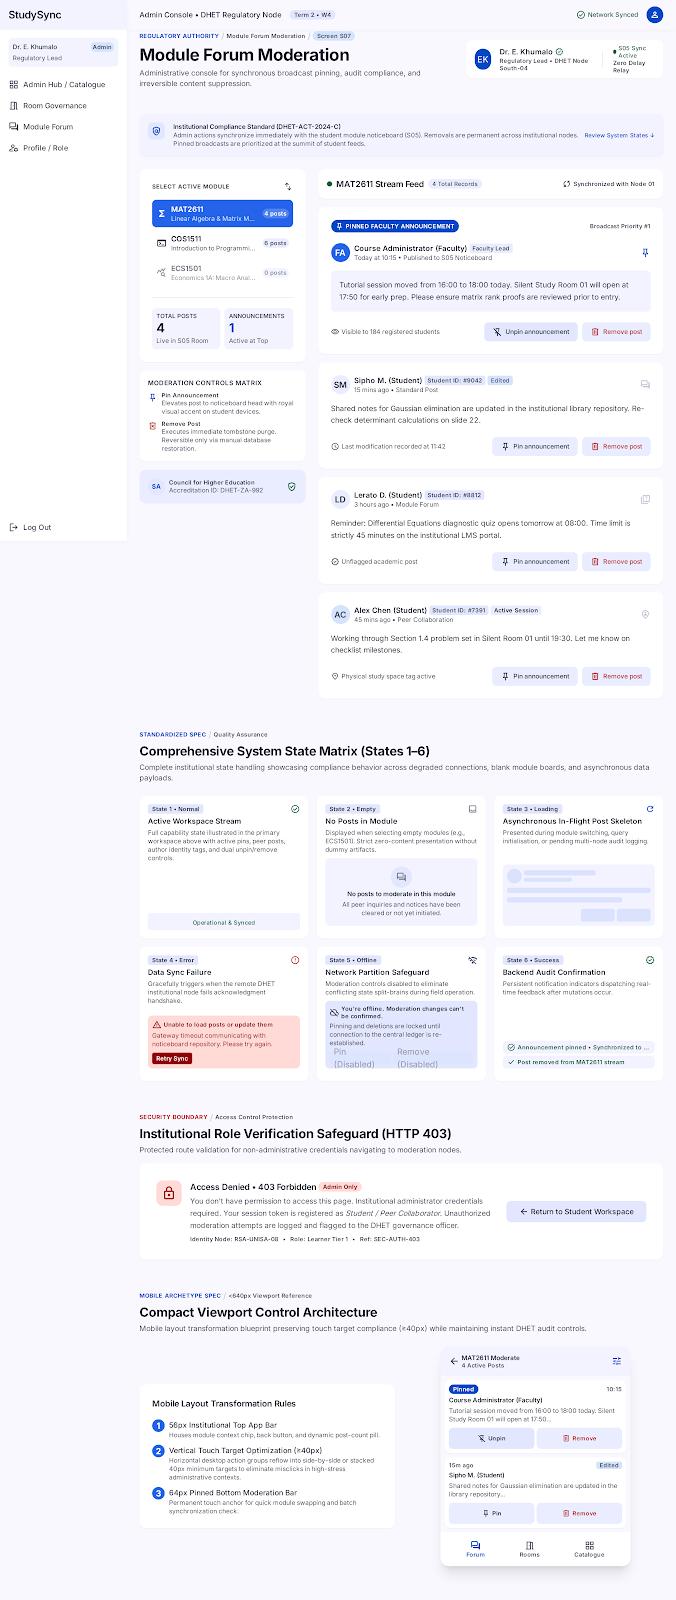 StudySync
Admin Console • DHET Regulatory Node
Term 2 • W4
Network Synced
Dr. E. Khumalo
Admin
Regulatory Lead
Admin Hub / Catalogue
Room Governance
Module Forum
Profile / Role
Log Out
REGULATORY AUTHORITY / Module Forum Moderation / Screen S07
Module Forum Moderation
Administrative console for synchronous broadcast pinning, audit compliance, and
irreversible content suppression.
EK
Dr. E. Khumalo
Regulatory Lead • DHET Node
South-04
S05 Sync
Active
Zero Delay
Relay
Institutional Compliance Standard (DHET-ACT-2024-C)
Admin actions synchronize immediately with the student module noticeboard (S05). Removals are permanent across institutional nodes.
Pinned broadcasts are prioritized at the summit of student feeds.
Review System States ↓
SELECT ACTIVE MODULE
MAT2611
Linear Algebra & Matrix M...
4 posts
COS1511
Introduction to Programmi...
6 posts
ECS1501
Economics 1A: Macro Anal...
0 posts
TOTAL POSTS
4
Live in S05 Room
ANNOUNCEMENTS
1
Active at Top
MODERATION CONTROLS MATRIX
Pin Announcement
Elevates post to noticeboard head with royal
visual accent on student devices.
Remove Post
Executes immediate tombstone purge.
Reversible only via manual database
restoration.
SA
Council for Higher Education
Accreditation ID: DHET-ZA-992
MAT2611 Stream Feed
4 Total Records
Synchronized with Node 01
PINNED FACULTY ANNOUNCEMENT
Broadcast Priority #1
FA
Course Administrator (Faculty)
Faculty Lead
Today at 10:15 • Published to S05 Noticeboard
Tutorial session moved from 16:00 to 18:00 today. Silent Study Room 01 will open at
17:50 for early prep. Please ensure matrix rank proofs are reviewed prior to entry.
Visible to 184 registered students
Unpin announcement
Remove post
SM
Sipho M. (Student)
Student ID: #9042
Edited
15 mins ago • Standard Post
Shared notes for Gaussian elimination are updated in the institutional library repository. Re-
check determinant calculations on slide 22.
Last modification recorded at 11:42
Pin announcement
Remove post
LD
Lerato D. (Student)
Student ID: #8812
3 hours ago • Module Forum
Reminder: Differential Equations diagnostic quiz opens tomorrow at 08:00. Time limit is
strictly 45 minutes on the institutional LMS portal.
Unflagged academic post
Pin announcement
Remove post
AC
Alex Chen (Student)
Student ID: #7391
Active Session
45 mins ago • Peer Collaboration
Working through Section 1.4 problem set in Silent Room 01 until 19:30. Let me know on
checklist milestones.
Physical study space tag active
Pin announcement
Remove post
STANDARDIZED SPEC / Quality Assurance
Comprehensive System State Matrix (States 1–6)
Complete institutional state handling showcasing compliance behavior across degraded connections, blank module boards, and asynchronous data
payloads.
State 1 • Normal
Active Workspace Stream
Full capability state illustrated in the primary
workspace above with active pins, peer posts,
author identity tags, and dual unpin/remove
controls.
Operational & Synced
State 2 • Empty
No Posts in Module
Displayed when selecting empty modules (e.g.,
ECS1501). Strict zero-content presentation without
dummy artifacts.
No posts to moderate in this module
All peer inquiries and notices have been
cleared or not yet initiated.
State 3 • Loading
Asynchronous In-Flight Post Skeleton
Presented during module switching, query
initialisation, or pending multi-node audit logging.
State 4 • Error
Data Sync Failure
Gracefully triggers when the remote DHET
institutional node fails acknowledgment
handshake.
Unable to load posts or update them
Gateway timeout communicating with
noticeboard repository. Please try again.
Retry Sync
State 5 • Offline
Network Partition Safeguard
Moderation controls disabled to eliminate
conflicting state split-brains during field operation.
You're offline. Moderation changes can't
be confirmed.
Pinning and deletions are locked until
connection to the central ledger is re-
established.
Pin
(Disabled)
Remove
(Disabled)
State 6 • Success
Backend Audit Confirmation
Persistent notification indicators dispatching real-
time feedback after mutations occur.
Announcement pinned • Synchronized to ...
Post removed from MAT2611 stream
SECURITY BOUNDARY / Access Control Protection
Institutional Role Verification Safeguard (HTTP 403)
Protected route validation for non-administrative credentials navigating to moderation nodes.
Access Denied • 403 Forbidden
Admin Only
You don't have permission to access this page. Institutional administrator credentials
required. Your session token is registered as Student / Peer Collaborator. Unauthorized
moderation attempts are logged and flagged to the DHET governance officer.
Identity Node: RSA-UNISA-08 • Role: Learner Tier 1 • Ref: SEC-AUTH-403
← Return to Student Workspace
MOBILE ARCHETYPE SPEC / <640px Viewport Reference
Compact Viewport Control Architecture
Mobile layout transformation blueprint preserving touch target compliance (≥40px) while maintaining instant DHET audit controls.
Mobile Layout Transformation Rules
1
56px Institutional Top App Bar
Houses module context chip, back button, and dynamic post-count pill.
2
Vertical Touch Target Optimization (≥40px)
Horizontal desktop action groups reflow into side-by-side or stacked
40px minimum targets to eliminate misclicks in high-stress
administrative contexts.
3
64px Pinned Bottom Moderation Bar
Permanent touch anchor for quick module swapping and batch
synchronization check.
MAT2611 Moderate
4 Active Posts
Pinned
10:15
Course Administrator (Faculty)
Tutorial session moved from 16:00 to 18:00 today. Silent
Study Room 01 will open at 17:50...
Unpin
Remove
15m ago
Edited
Sipho M. (Student)
Shared notes for Gaussian elimination are updated in the
library repository...
Pin
Remove
Forum
Rooms
Catalogue